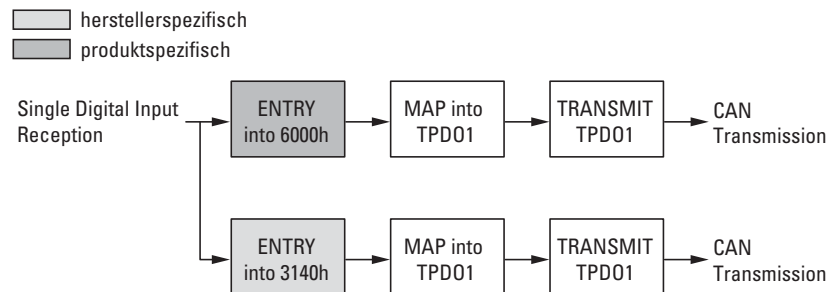 herstellerspezifisch
produktspezifisch
Single Digital Input
Reception
ENTRY
into 6000h
MAP into
TPDO1
TRANSMIT
TPDO1
CAN
Transmission
ENTRY
into 3140h
MAP into
TPDO1
TRANSMIT
TPDO1
CAN
Transmission